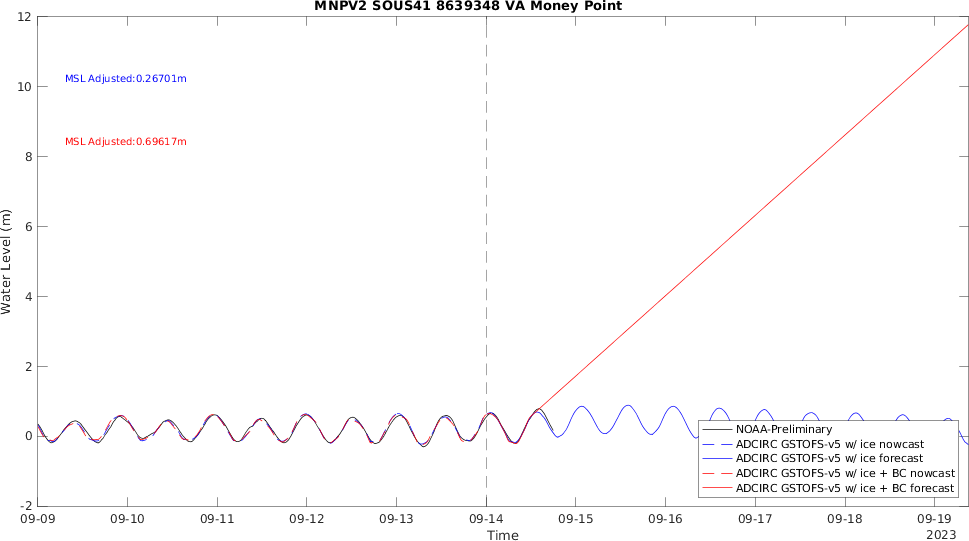 MNPV2 SOUS41 8639348 VA Money Point
12
10
8
6
4
2
0
-2
Water Level (m)
MSL Adjusted:0.26701m
MSL Adjusted:0.69617m
NOAA-Preliminary
ADCIRC GSTOFS-v5 w/ ice nowcast
ADCIRC GSTOFS-v5 w/ ice forecast
ADCIRC GSTOFS-v5 w/ ice + BC nowcast
ADCIRC GSTOFS-v5 w/ ice + BC forecast
09-09 09-10 09-11 09-12 09-13 09-14 09-15 09-16 09-17 09-18 09-19
Time
2023